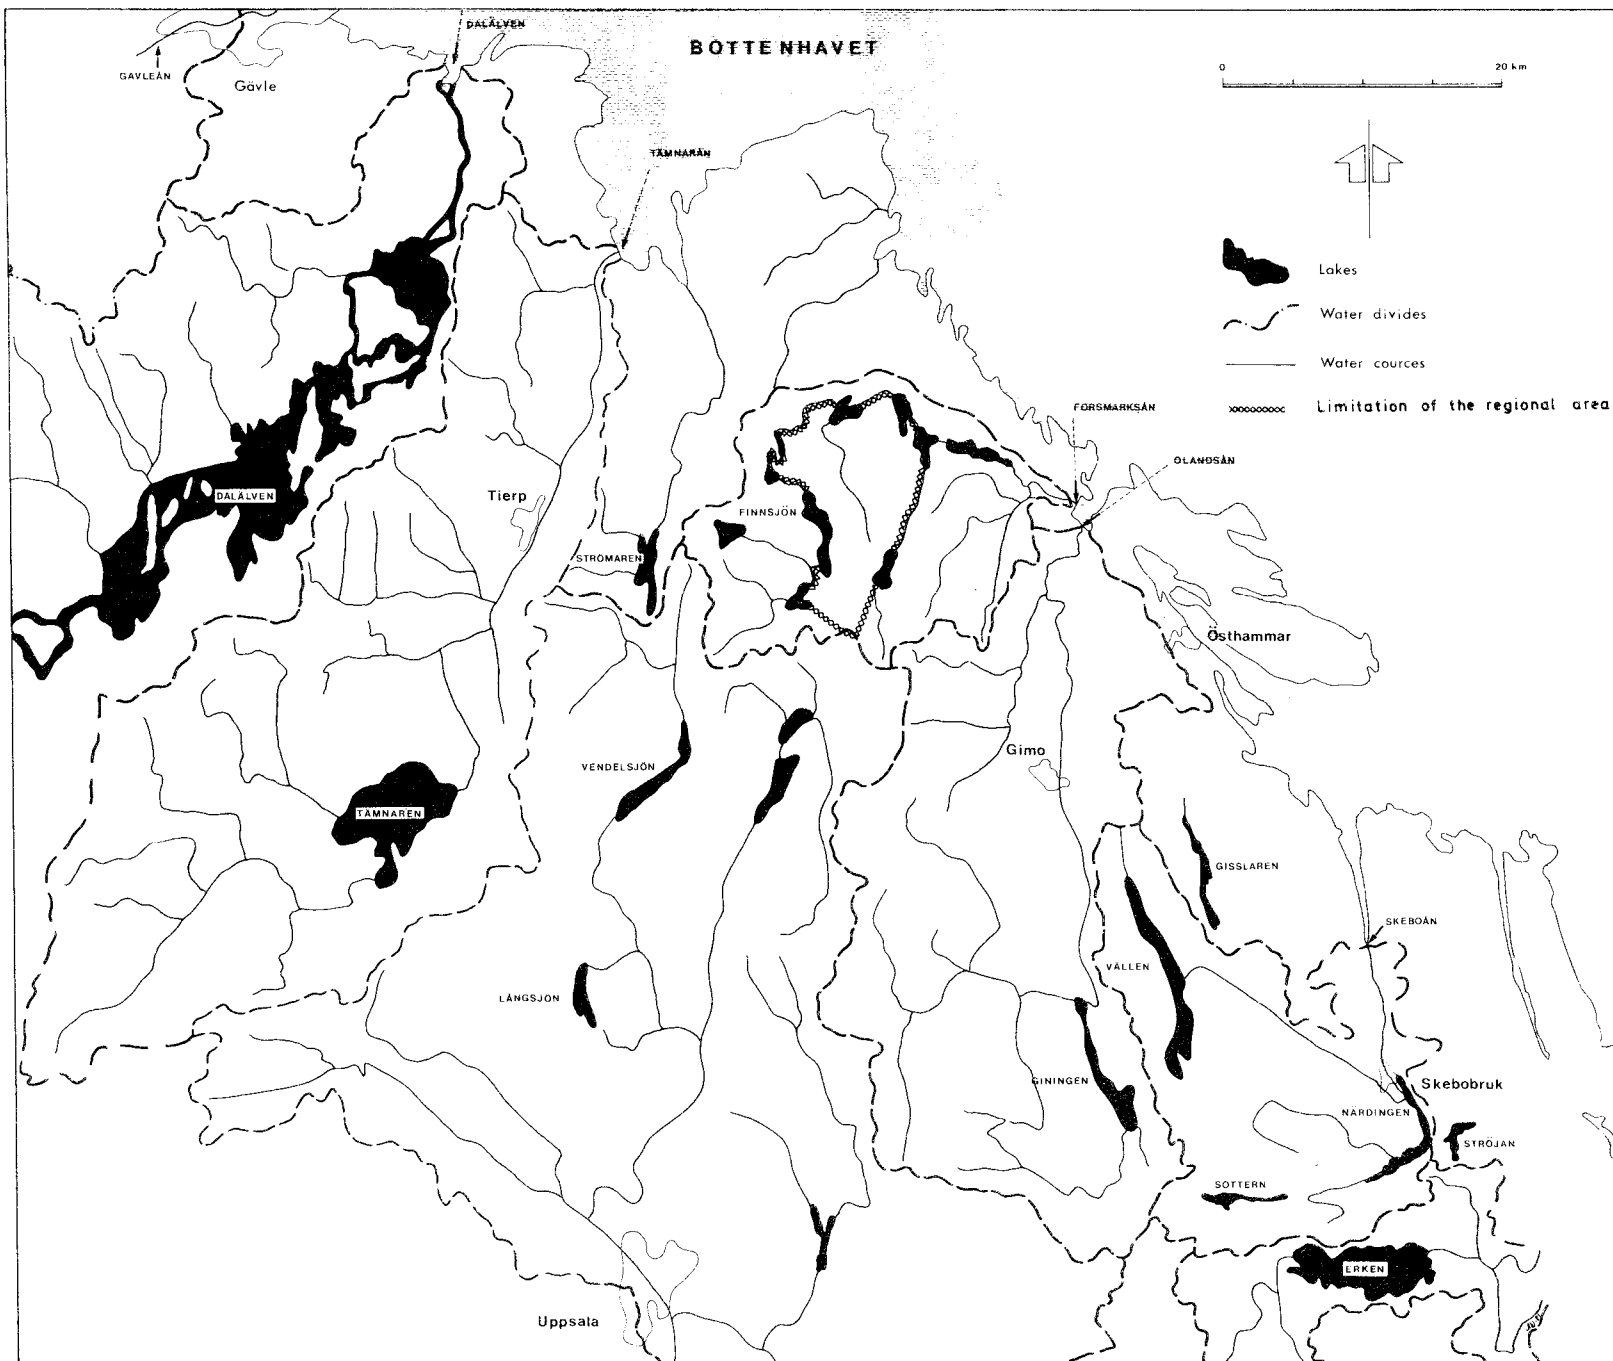 DALÄLVEN
BOTTENHAVET
GAVLEÅN
Gävle
0 20 km
TÄMNARÅN
Lakes
Water divides
Water cources
Limitation of the regional area
FORSMARKSÅN
OLANDSÅN
DALÄLVEN
Tierp
FINNSJÖN
STRÖMAREN
Östhammar
Gimo
VENDELSJÖN
TÄMNAREN
GISSLAREN
SKEBOÅN
VÄLLEN
LÅNGSJÖN
GININGEN
Skebobruk
NÄRDINGEN
STRÖJAN
SOTTERN
ERKEN
Uppsala